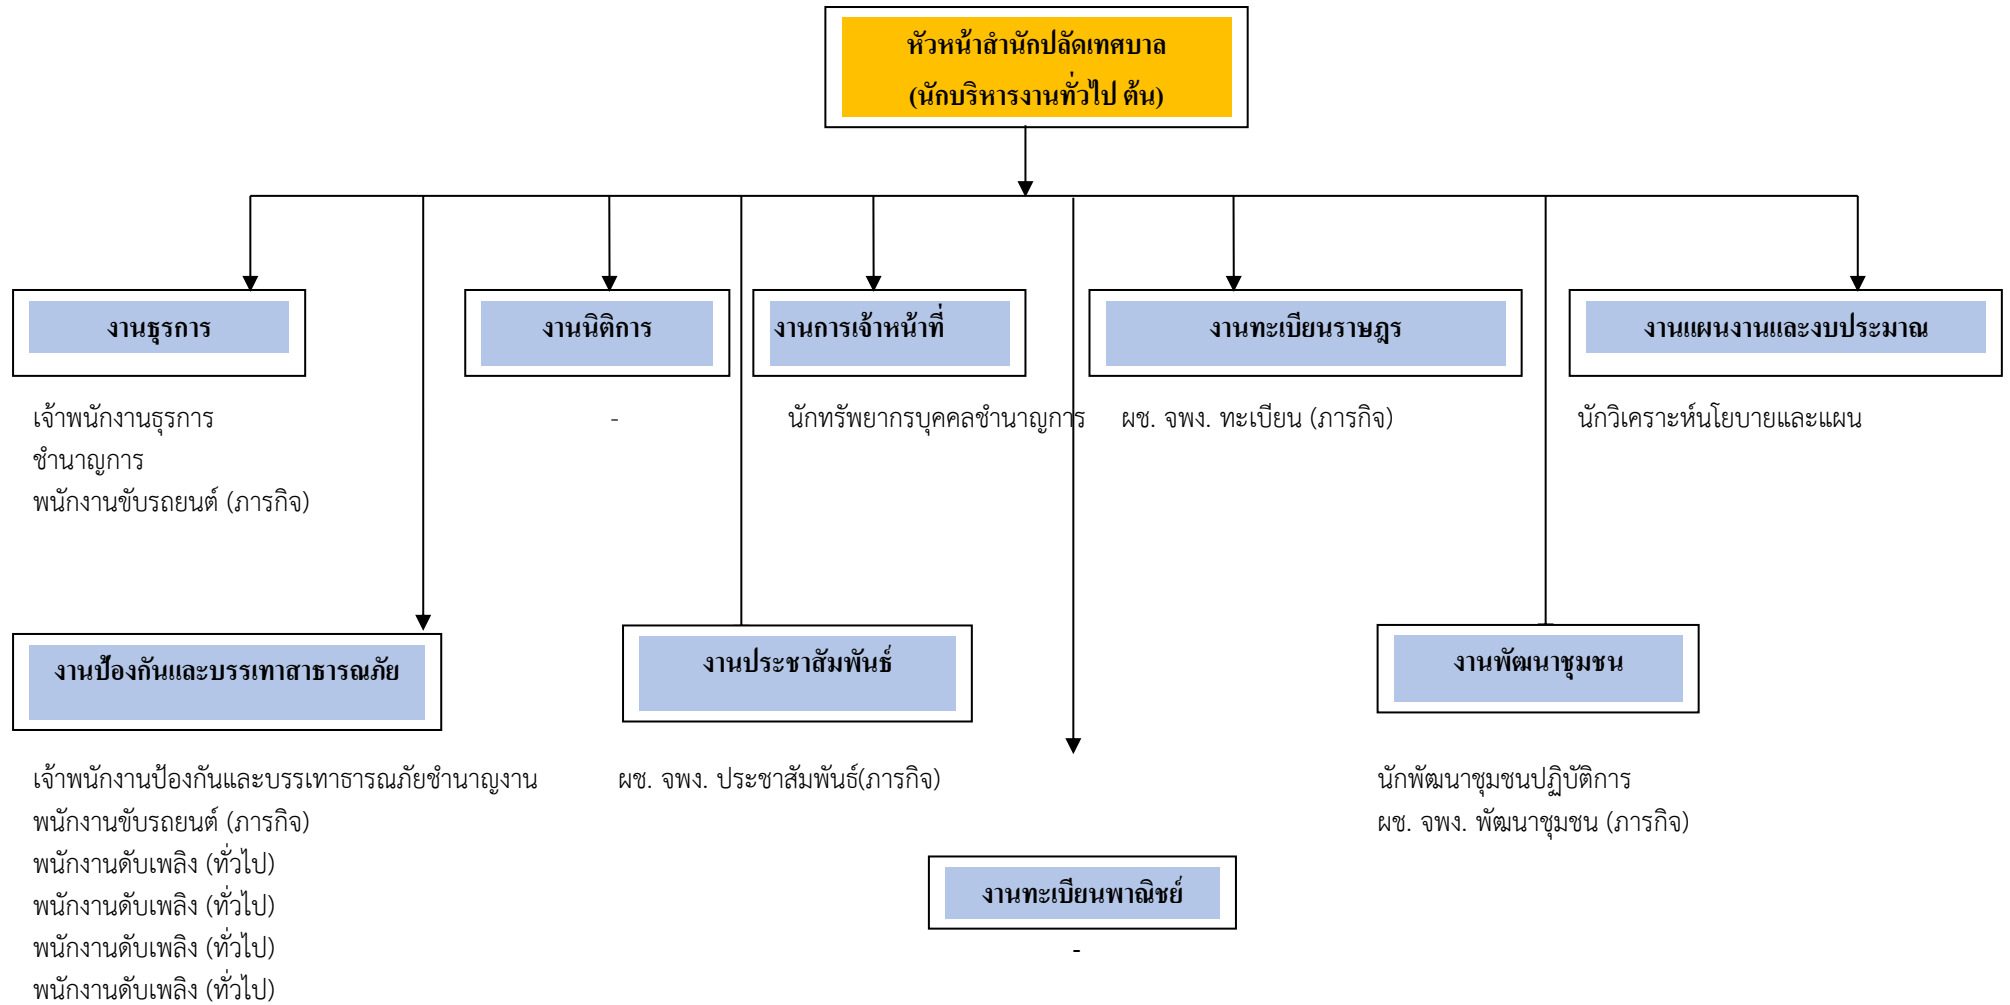 หัวหน้าสำนักปลัดเทศบาล
(นักบริหารงานทั่วไป ต้น)
งานธุรการ
งานนิติการ
งานการเจ้าหน้าที่
งานทะเบียนราษฎร
งานแผนงานและงบประมาณ
เจ้าพนักงานธุรการ
ชำนาญการ
พนักงานขับรถยนต์ (ภารกิจ)
-
นักทรัพยากรบุคคลชำนาญการ
ผช. จพง. ทะเบียน (ภารกิจ)
นักวิเคราะห์นโยบายและแผน
งานป้องกันและบรรเทาสาธารณภัย
งานประชาสัมพันธ์
งานพัฒนาชุมชน
เจ้าพนักงานป้องกันและบรรเทาธารณภัยชำนาญงาน
พนักงานขับรถยนต์ (ภารกิจ)
พนักงานดับเพลิง (ทั่วไป)
พนักงานดับเพลิง (ทั่วไป)
พนักงานดับเพลิง (ทั่วไป)
พนักงานดับเพลิง (ทั่วไป)
ผช. จพง. ประชาสัมพันธ์(ภารกิจ)
นักพัฒนาชุมชนปฏิบัติการ
ผช. จพง. พัฒนาชุมชน (ภารกิจ)
งานทะเบียนพาณิชย์
-